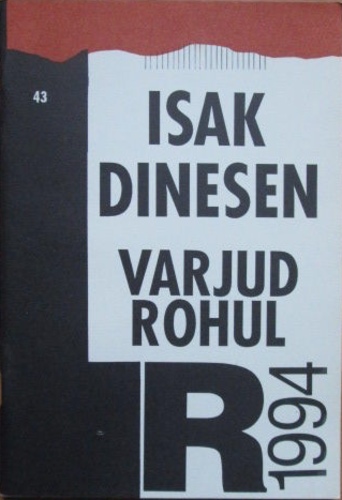 43
ISAK
DINESEN
VARJUD
ROHUL
R
1994